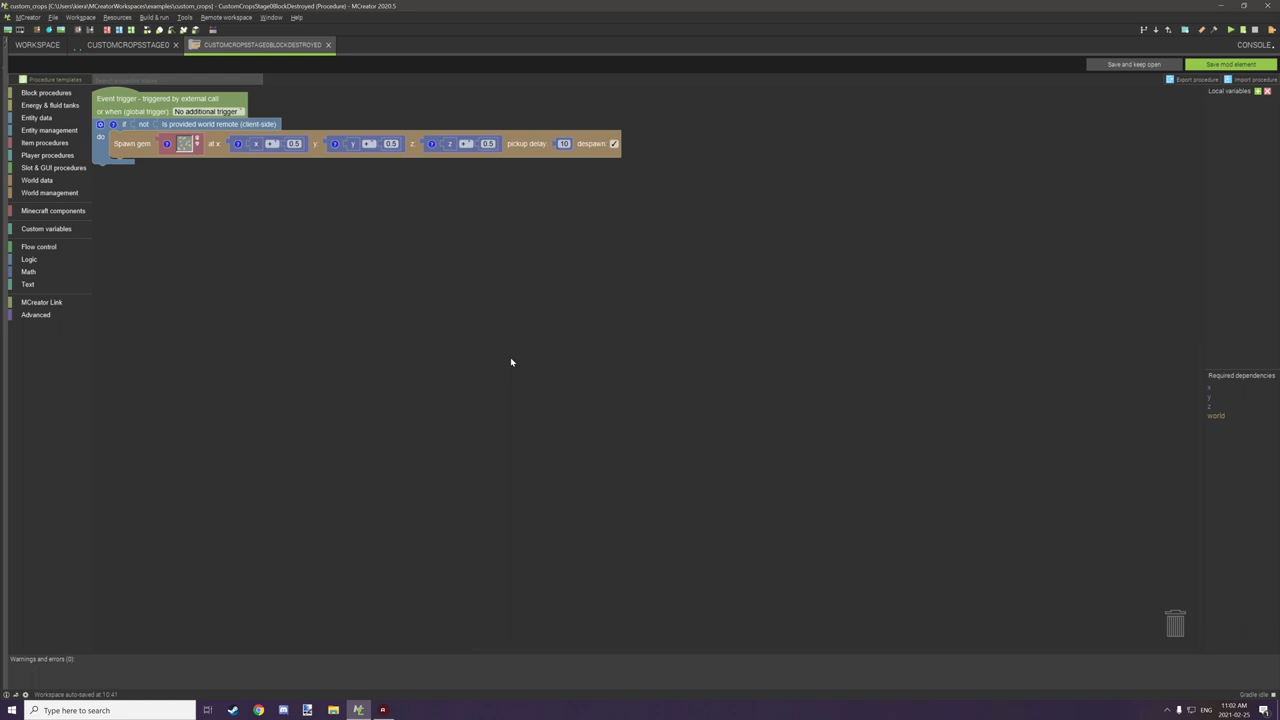 custom_crops [C:\Users\kiera\MCreatorWorkspaces\examples\custom_crops] - CustomCropsStage0BlockDestroyed (Procedure) - MCreator 2020.5
MCreator File Workspace Resources Build & run Tools Remote workspace Window Help
WORKSPACE CUSTOMCROPSSTAGE0 CUSTOMCROPSSTAGE0BLOCKDESTROYED CONSOLE
Save and keep open Save mod element
Procedure templates Export procedure Import procedure
Local variables
Block procedures
Energy & fluid tanks
Entity data
Entity management
Item procedures
Player procedures
Slot & GUI procedures
World data
World management
Minecraft components
Custom variables
Flow control
Logic
Math
Text
MCreator Link
Advanced
Event trigger - triggered by external call
or when (global trigger) No additional trigger
if not Is provided world remote (client-side)
do
Spawn gem at x: x + 0.5 y: y + 0.5 z: z + 0.5 pickup delay: 10 despawn: ✓
Required dependencies
x
y
z
world
Warnings and errors (0)
Workspace auto-saved at 10:41 Gradle idle
Type here to search
ENG
11:02 AM
2021-02-25